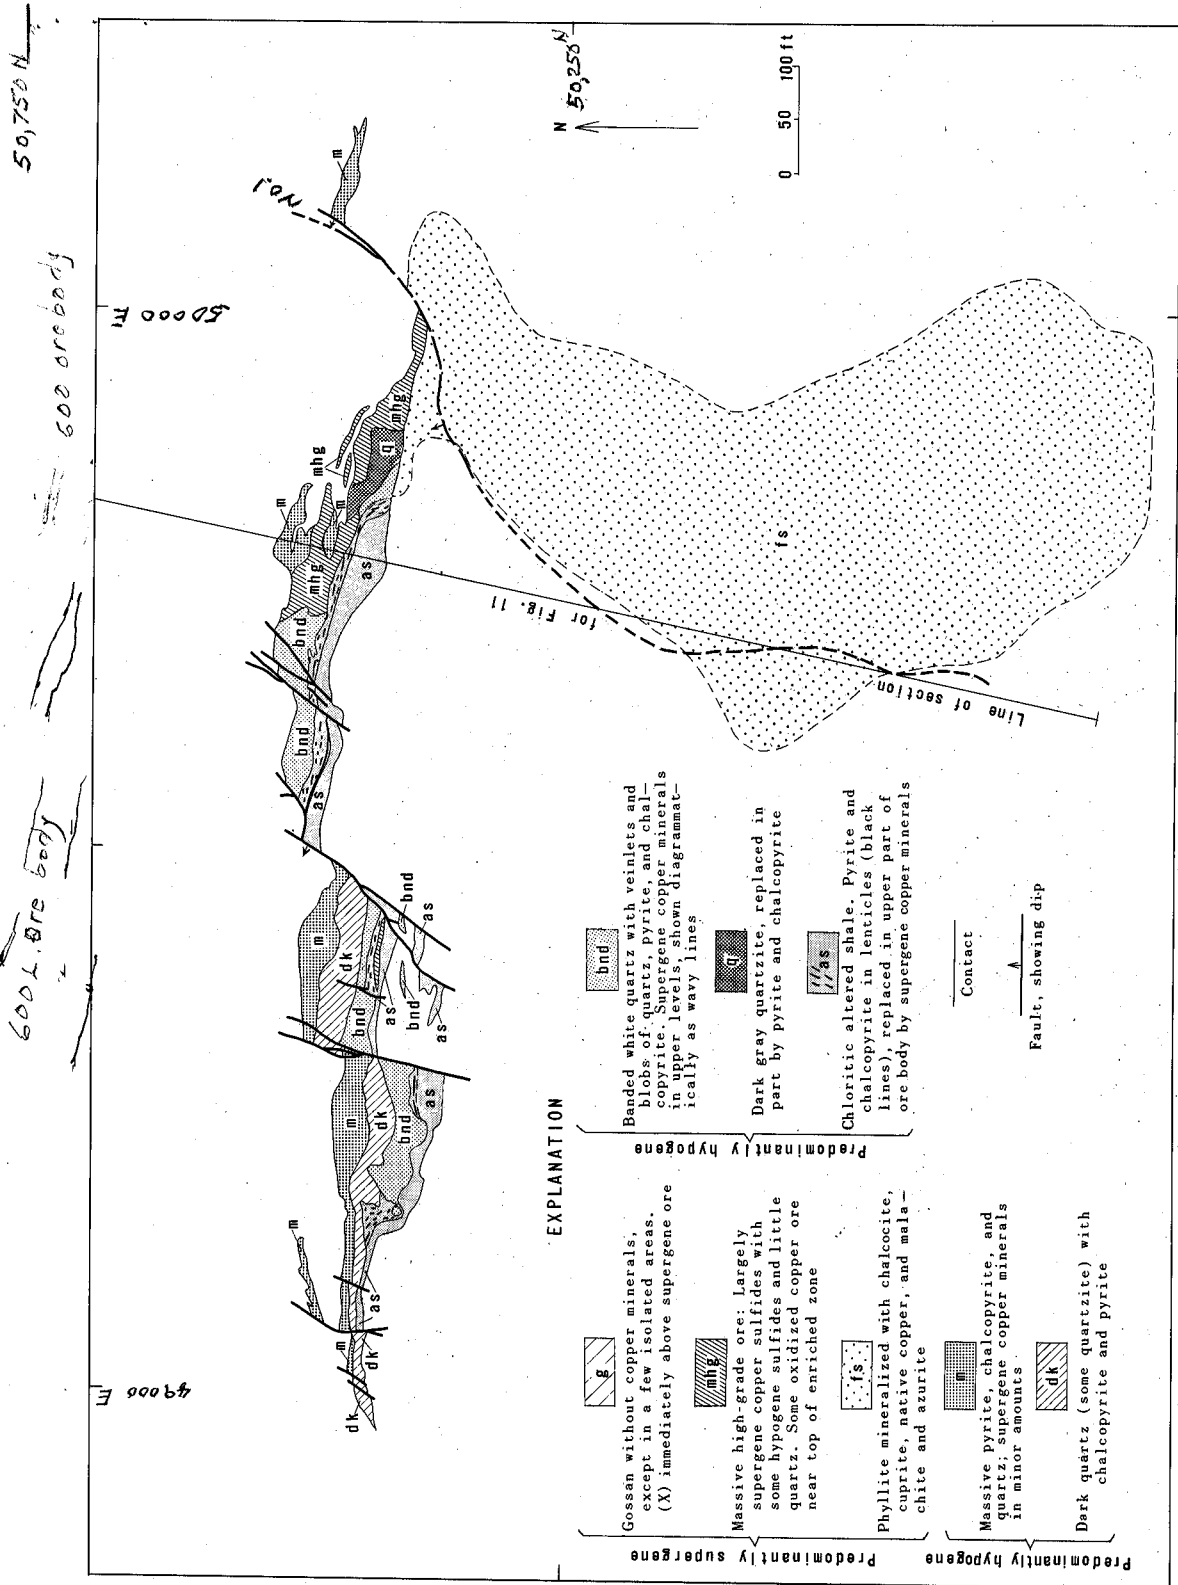 600 L. Ore body
600 orebody
50,750 N
49000 E
50000 E
50,250 N
No. 1
N
0 50 100 ft
m
m
m
m
m
m
m
mhg
mhg
mhg
q
bnd
bnd
bnd
bnd
bnd
bnd
as
as
as
as
as
as
as
dk
dk
dk
dk
fs
Line of section
for Fig. 11
EXPLANATION
Predominantly supergene
g
Gossan without copper minerals,
except in a few isolated areas.
(X) immediately above supergene ore
mhg
Massive high-grade ore: Largely
supergene copper sulfides with
some hypogene sulfides and little
quartz. Some oxidized copper ore
near top of enriched zone
fs
Phyllite mineralized with chalcocite,
cuprite, native copper, and mala-
chite and azurite
Predominantly hypogene
m
Massive pyrite, chalcopyrite, and
quartz; supergene copper minerals
in minor amounts
dk
Dark quartz (some quartzite) with
chalcopyrite and pyrite
Predominantly hypogene
bnd
Banded white quartz with veinlets and
blobs of quartz, pyrite, and chal-
copyrite. Supergene copper minerals
in upper levels, shown diagrammat-
ically as wavy lines
q
Dark gray quartzite, replaced in
part by pyrite and chalcopyrite
as
Chloritic altered shale. Pyrite and
chalcopyrite in lenticles (black
lines), replaced in upper part of
ore body by supergene copper minerals
Contact
Fault, showing dip